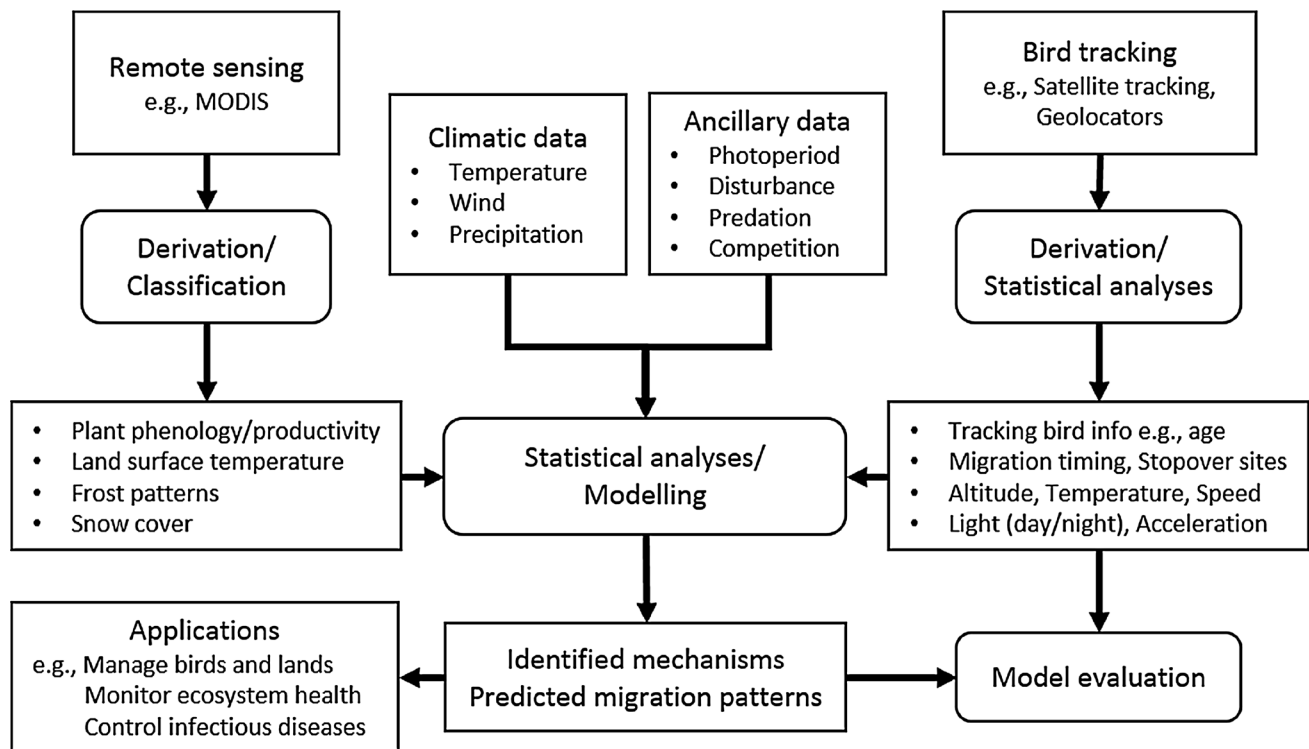 Remote sensing
e.g., MODIS
Climatic data
• Temperature
• Wind
• Precipitation
Ancillary data
• Photoperiod
• Disturbance
• Predation
• Competition
Bird tracking
e.g., Satellite tracking,
Geolocators
Derivation/
Classification
Derivation/
Statistical analyses
• Plant phenology/productivity
• Land surface temperature
• Frost patterns
• Snow cover
Statistical analyses/
Modelling
• Tracking bird info e.g., age
• Migration timing, Stopover sites
• Altitude, Temperature, Speed
• Light (day/night), Acceleration
Applications
e.g., Manage birds and lands
Monitor ecosystem health
Control infectious diseases
Identified mechanisms
Predicted migration patterns
Model evaluation